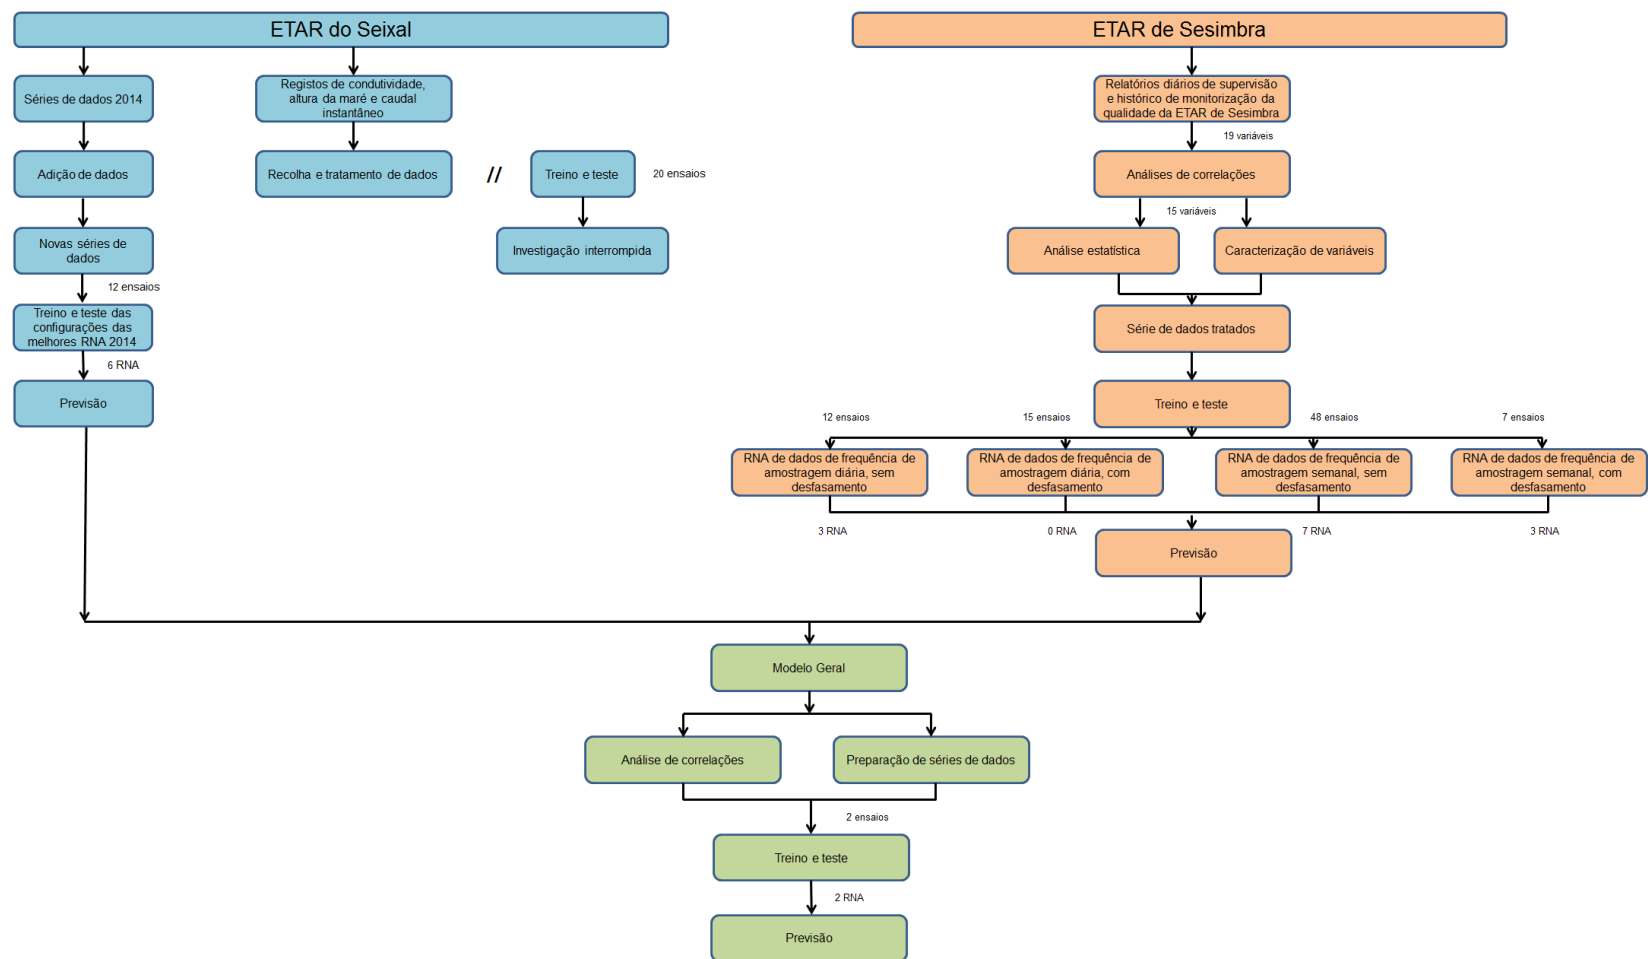 ETAR do Seixal
ETAR de Sesimbra
Séries de dados 2014
Registos de condutividade,
altura da maré e caudal
instantâneo
Relatórios diários de supervisão
e histórico de monitorização da
qualidade da ETAR de Sesimbra
19 variáveis
Adição de dados
Recolha e tratamento de dados
//
Treino e teste
20 ensaios
Análises de correlações
15 variáveis
Novas séries de
dados
Investigação interrompida
Análise estatística
Caracterização de variáveis
12 ensaios
Treino e teste das
configurações das
melhores RNA 2014
Série de dados tratados
6 RNA
Previsão
Treino e teste
12 ensaios
15 ensaios
48 ensaios
7 ensaios
RNA de dados de frequência de
amostragem diária, sem
desfasamento
RNA de dados de frequência de
amostragem diária, com
desfasamento
RNA de dados de frequência de
amostragem semanal, sem
desfasamento
RNA de dados de frequência de
amostragem semanal, com
desfasamento
3 RNA
0 RNA
7 RNA
3 RNA
Previsão
Modelo Geral
Análise de correlações
Preparação de séries de dados
2 ensaios
Treino e teste
2 RNA
Previsão